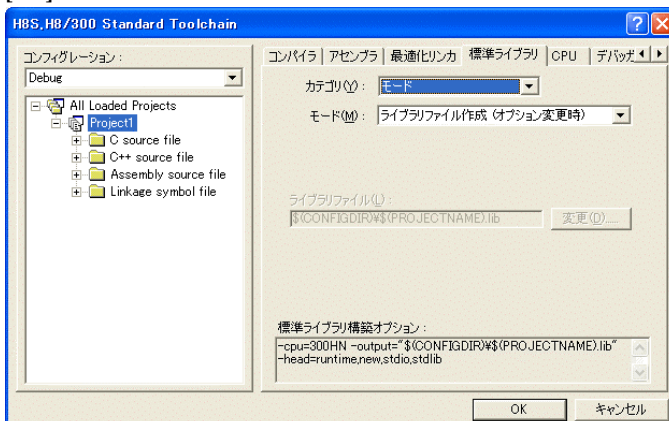 H8S,H8/300 Standard Toolchain
コンフィグレーション :
Debug
All Loaded Projects
Project1
C source file
C++ source file
Assembly source file
Linkage symbol file
コンパイラ アセンブラ 最適化リンカ 標準ライブラリ CPU デバッガ
カテゴリ(Y) : モード
モード(M) : ライブラリファイル作成 (オプション変更時)
ライブラリファイル(L) :
$(CONFIGDIR)¥$(PROJECTNAME).lib 変更(D)......
標準ライブラリ構築オプション :
-cpu=300HN -output="$(CONFIGDIR)¥$(PROJECTNAME).lib"
-head=runtime,new,stdio,stdlib
OK キャンセル